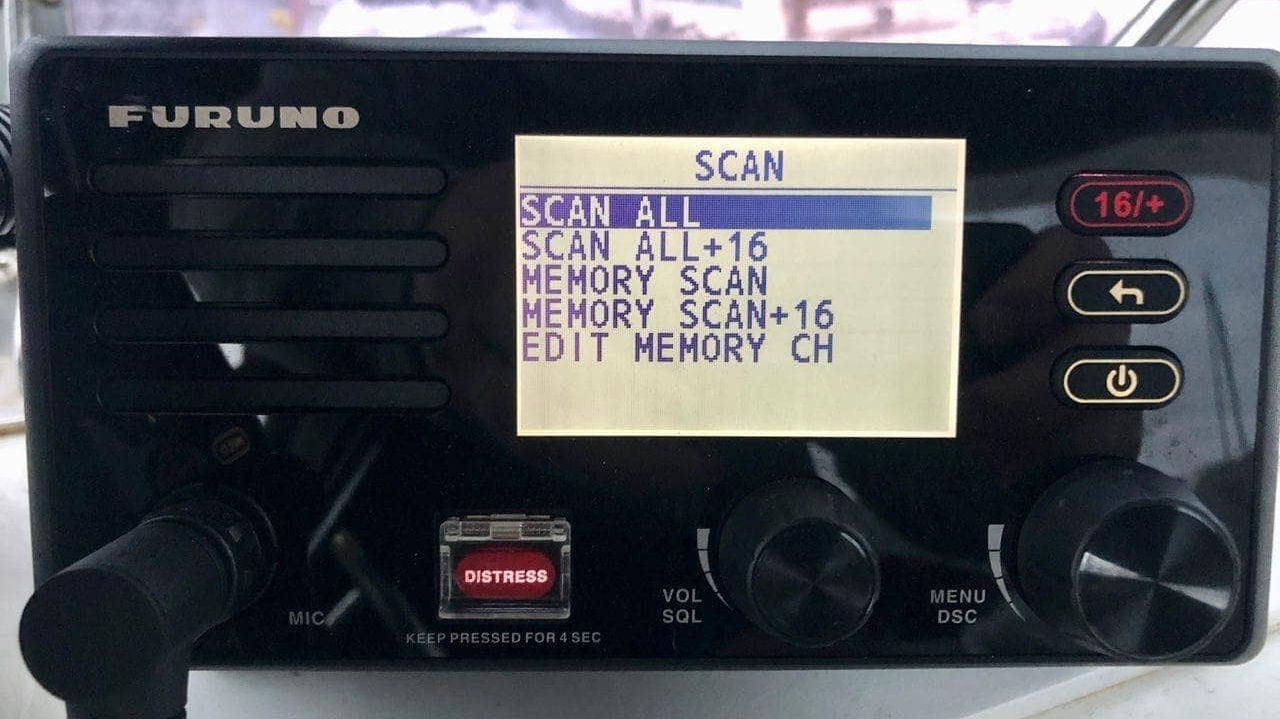 FURUNO
SCAN
SCAN ALL
SCAN ALL+16
MEMORY SCAN
MEMORY SCAN+16
EDIT MEMORY CH
16/+
DISTRESS
MIC
KEEP PRESSED FOR 4 SEC
VOL
SQL
MENU
DSC